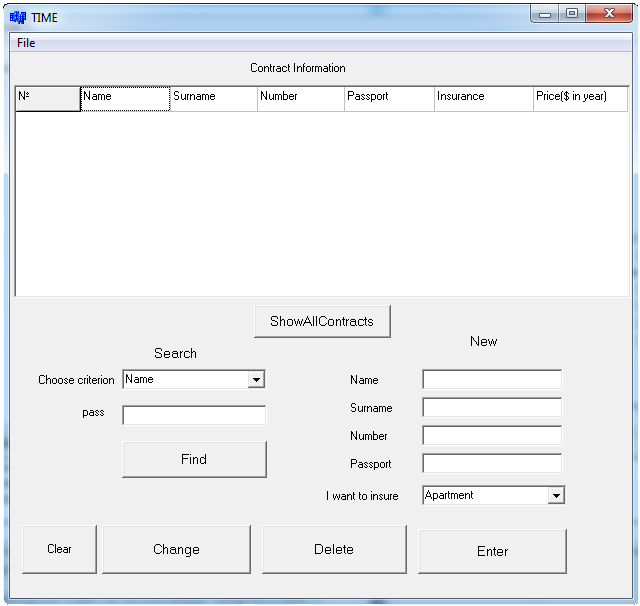 TIME
File
Contract Information
Nº Name Surname Number Passport Insurance Price($ in year)
ShowAllContracts
New
Search
Choose criterion Name
Name
Surname
pass
Number
Find
Passport
I want to insure Apartment
Clear Change Delete Enter